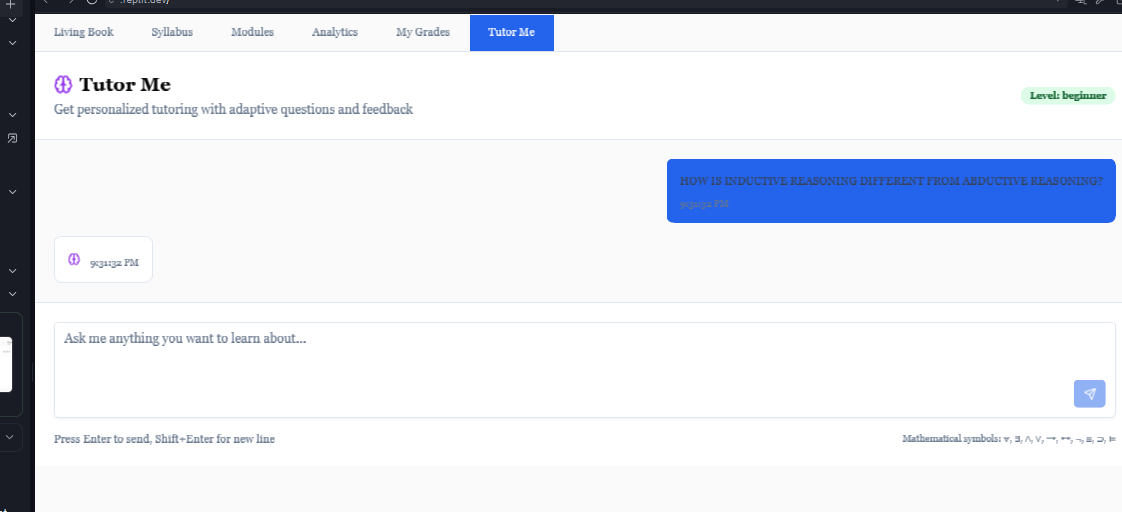 .replit.dev/
Living Book Syllabus Modules Analytics My Grades Tutor Me
Tutor Me
Get personalized tutoring with adaptive questions and feedback
Level: beginner
HOW IS INDUCTIVE REASONING DIFFERENT FROM ABDUCTIVE REASONING?
9:31:32 PM
9:31:32 PM
Ask me anything you want to learn about...
Press Enter to send, Shift+Enter for new line
Mathematical symbols: ∀, ∃, ∧, ∨, →, ↔, ¬, ≡, ⊃, ⊨